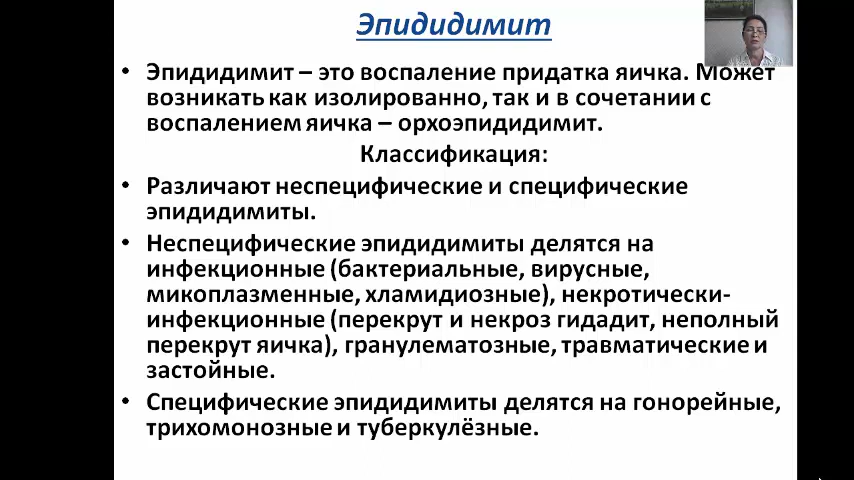 Эпидидимит
• Эпидидимит – это воспаление придатка яичка. Может
возникать как изолированно, так и в сочетании с
воспалением яичка – орхоэпидидимит.
Классификация:
• Различают неспецифические и специфические
эпидидимиты.
• Неспецифические эпидидимиты делятся на
инфекционные (бактериальные, вирусные,
микоплазменные, хламидиозные), некротически-
инфекционные (перекрут и некроз гидадит, неполный
перекрут яичка), гранулематозные, травматические и
застойные.
• Специфические эпидидимиты делятся на гонорейные,
трихомонозные и туберкулёзные.